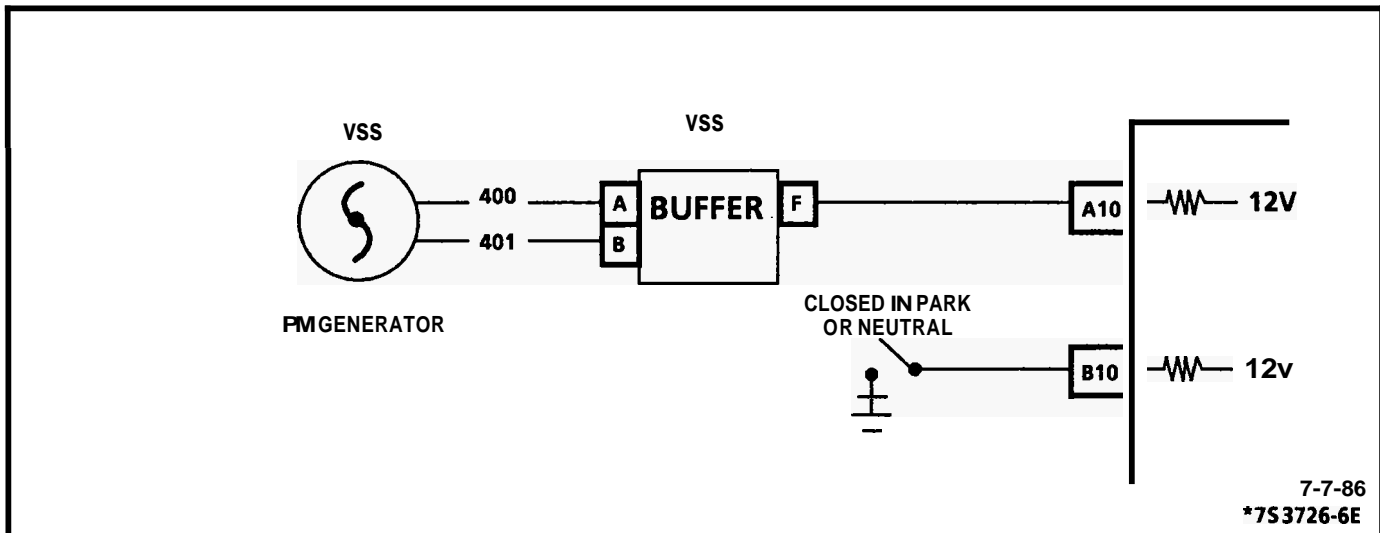 VSS
VSS
400
A
BUFFER
F
A10
12V
401
B
PM GENERATOR
CLOSED IN PARK
OR NEUTRAL
B10
12v
7-7-86
*7S3726-6E